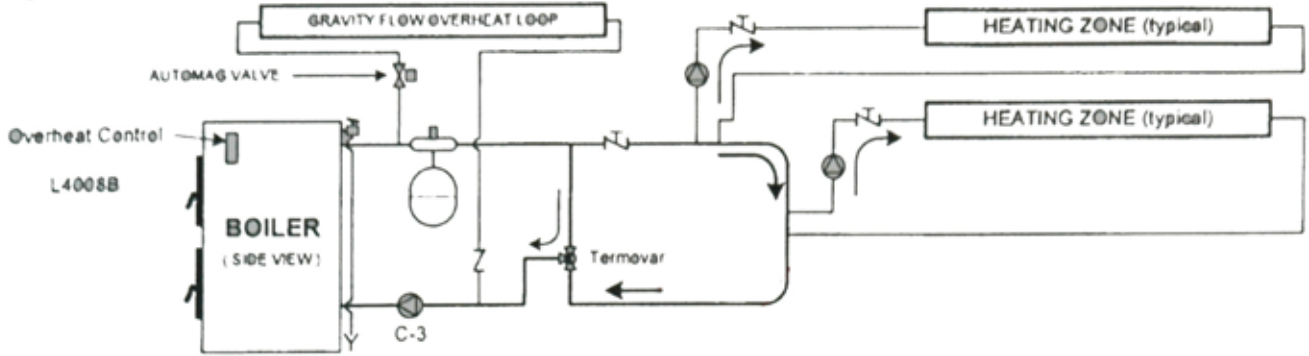 GRAVITY FLOW OVERHEAT LOOP
HEATING ZONE (typical)
AUTOMAG VALVE
Overheat Control
L4008B
HEATING ZONE (typical)
BOILER
(SIDE VIEW)
Termovar
C-3